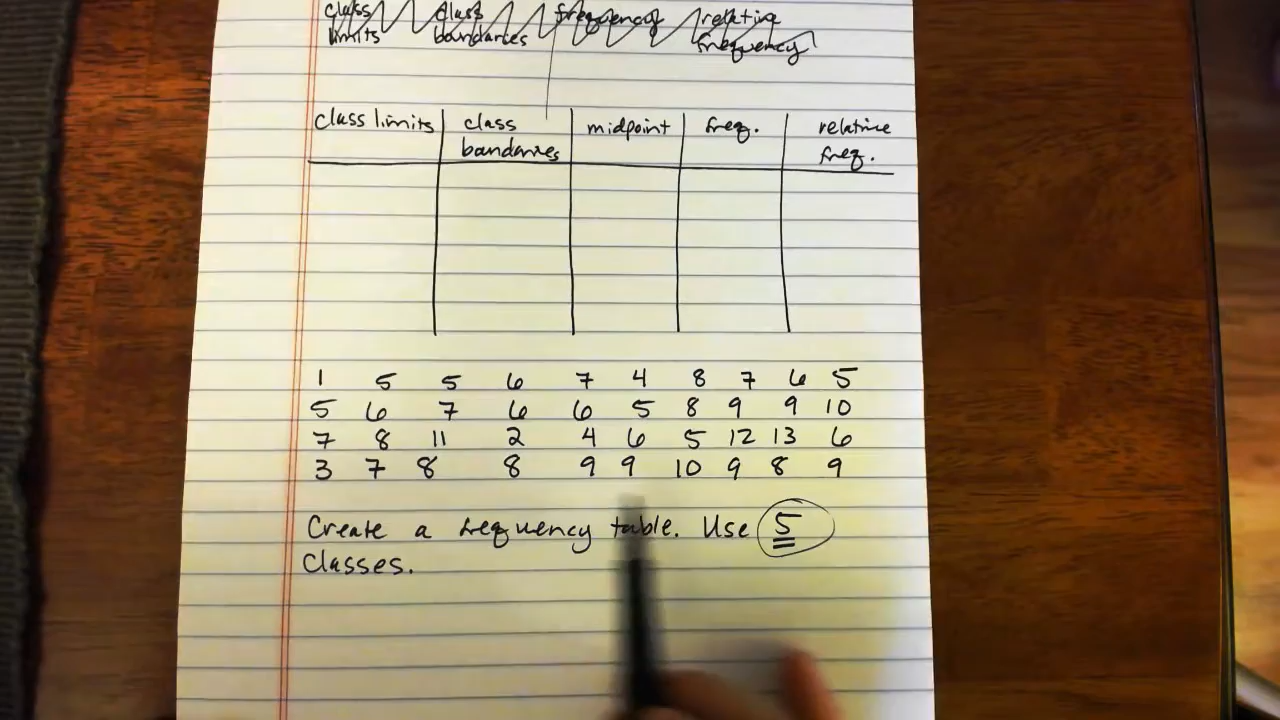 class class frequency relative
limits boundaries frequency
class limits class midpoint freq. relative
boundaries freq.
1 5 5 6 7 4 8 7 6 5
5 6 7 6 6 5 8 9 9 10
7 8 11 2 4 6 5 12 13 6
3 7 8 8 9 9 10 9 8 9
Create a frequency table. Use 5
classes.